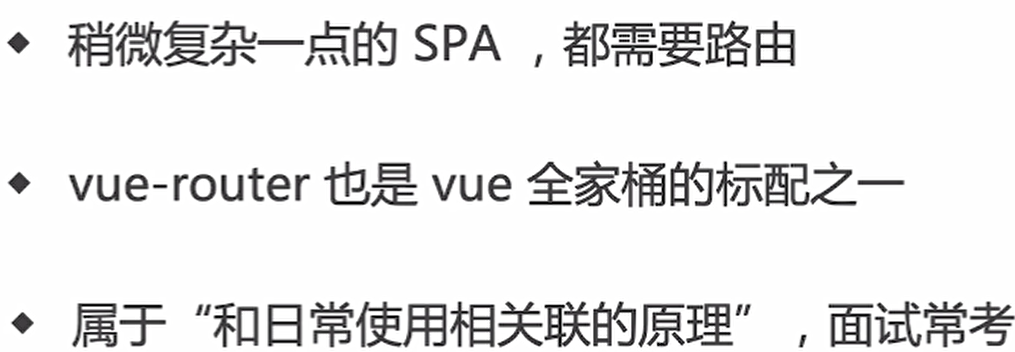 ◆ 稍微复杂一点的 SPA ，都需要路由
◆ vue-router 也是 vue 全家桶的标配之一
◆ 属于“和日常使用相关联的原理”，面试常考